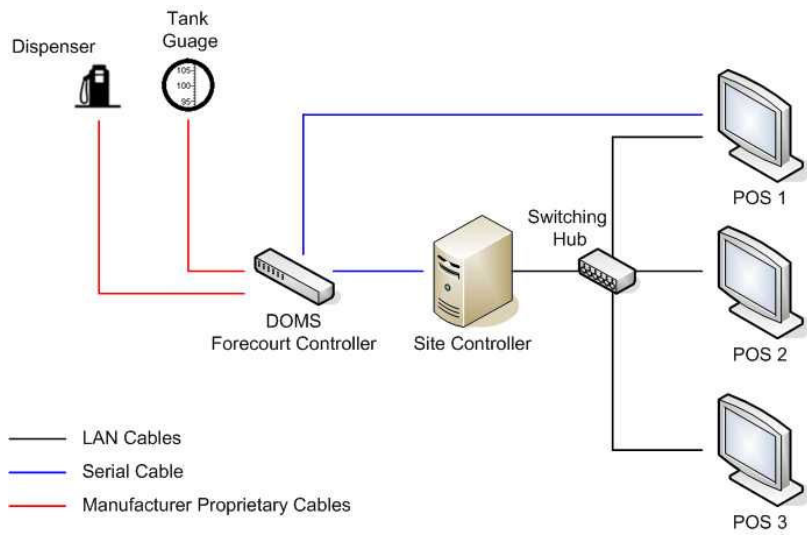 Tank
Guage
Dispenser
105
100
95
POS 1
Switching
Hub
DOMS
Forecourt Controller
Site Controller
POS 2
LAN Cables
Serial Cable
Manufacturer Proprietary Cables
POS 3